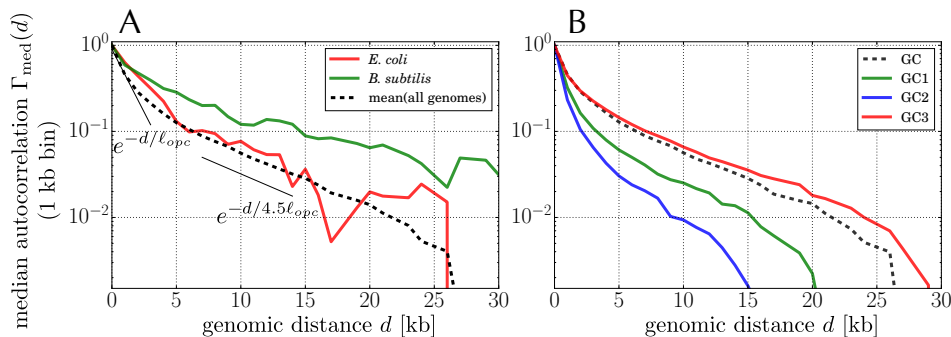 A
B
median autocorrelation Γ_med(d)
(1 kb bin)
10^0
10^-1
10^-2
E. coli
B. subtilis
mean(all genomes)
e^{-d/ℓ_opc}
e^{-d/4.5ℓ_opc}
0 5 10 15 20 25 30
genomic distance d [kb]
10^0
10^-1
10^-2
GC
GC1
GC2
GC3
0 5 10 15 20 25 30
genomic distance d [kb]